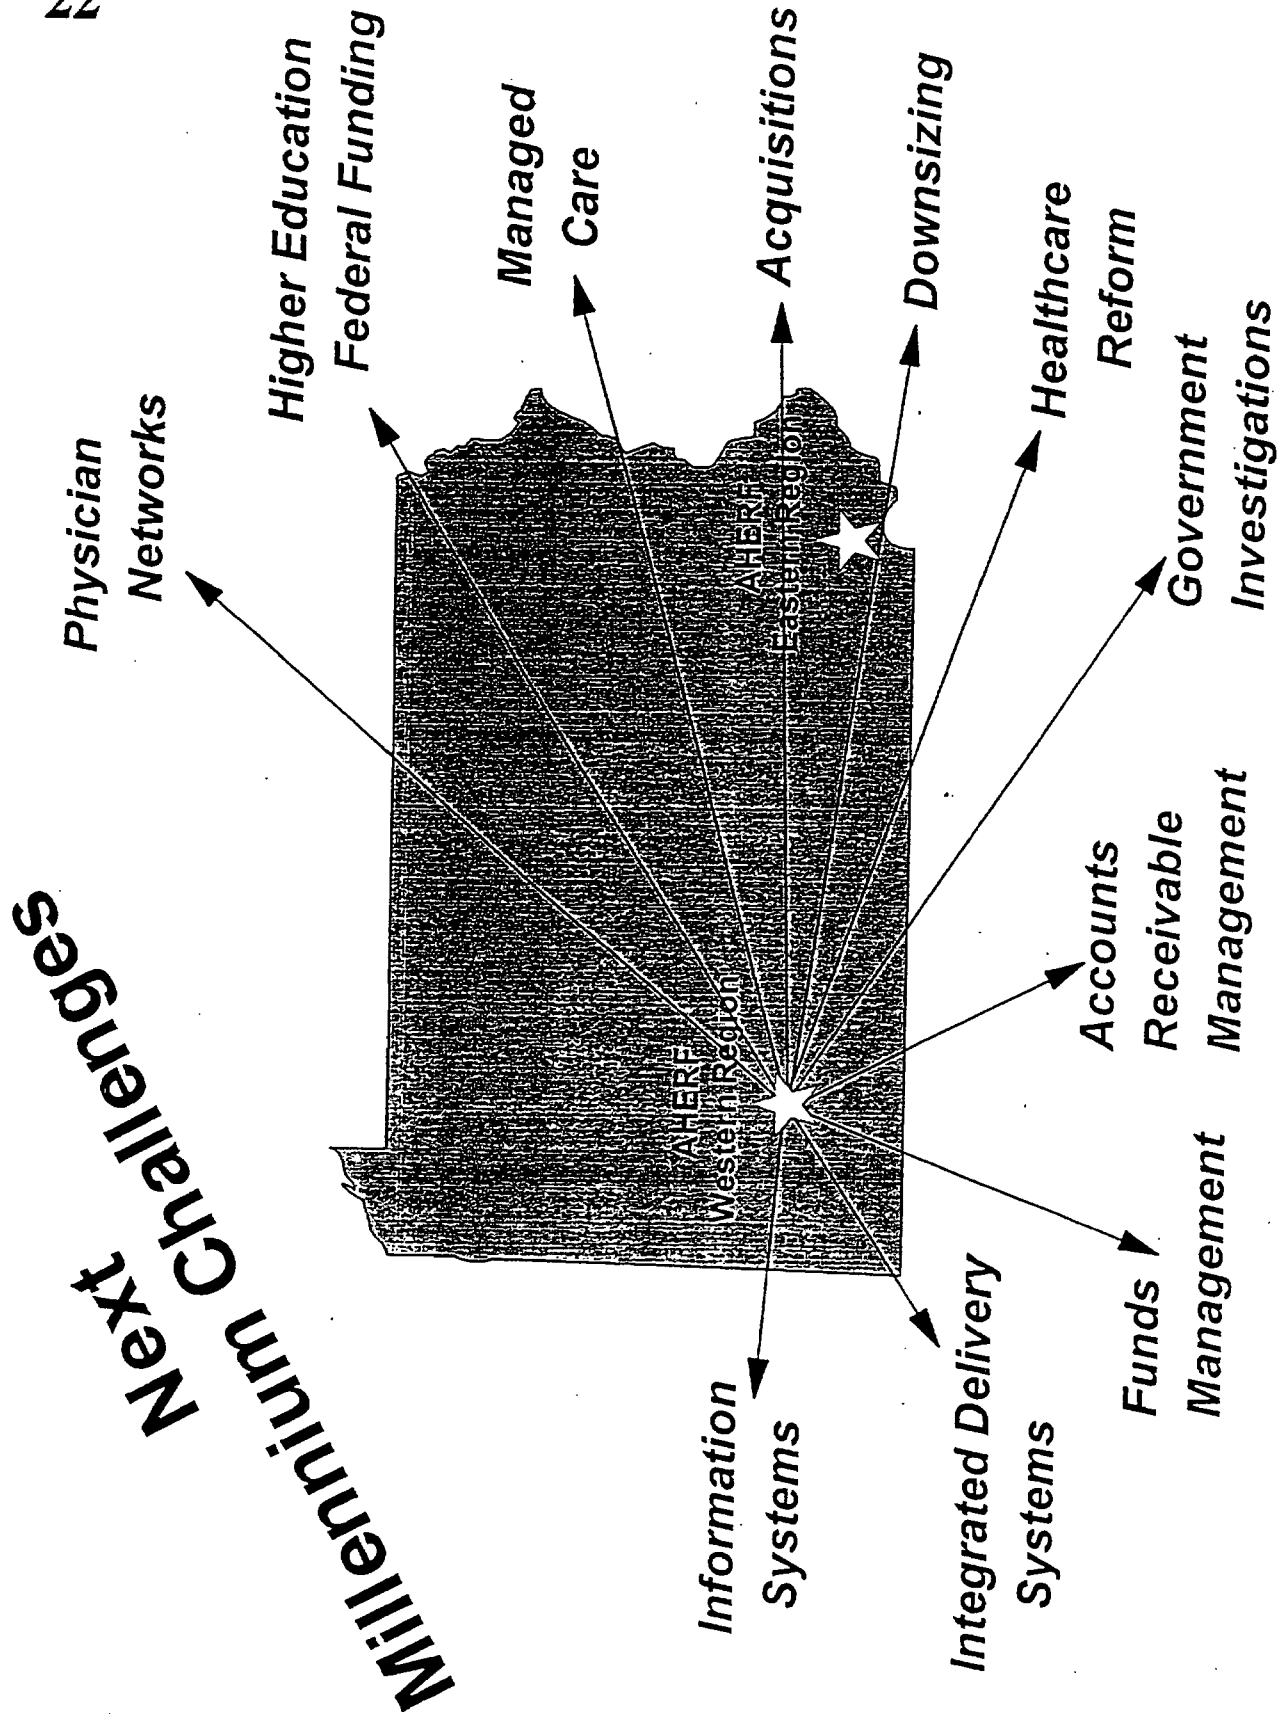 22
Next
Millennium Challenges
Physician
Networks
Higher Education
Federal Funding
Managed
Care
Acquisitions
Downsizing
Healthcare
Reform
Government
Investigations
Accounts
Receivable
Management
Funds
Management
Integrated Delivery
Systems
Information
Systems
AHERF
Western Region
AHERF
Eastern Region